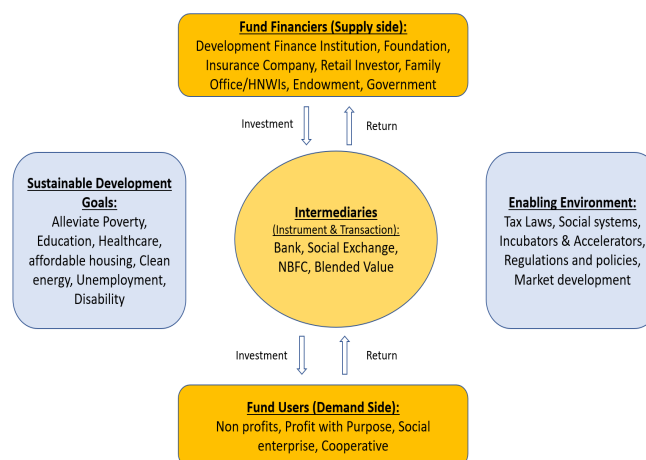 Fund Financiers (Supply side):
Development Finance Institution, Foundation,
Insurance Company, Retail Investor, Family
Office/HNWIs, Endowment, Government
Investment
Return
Sustainable Development
Goals:
Alleviate Poverty,
Education, Healthcare,
affordable housing, Clean
energy, Unemployment,
Disability
Intermediaries
(Instrument & Transaction):
Bank, Social Exchange,
NBFC, Blended Value
Enabling Environment:
Tax Laws, Social systems,
Incubators & Accelerators,
Regulations and policies,
Market development
Investment
Return
Fund Users (Demand Side):
Non profits, Profit with Purpose, Social
enterprise, Cooperative